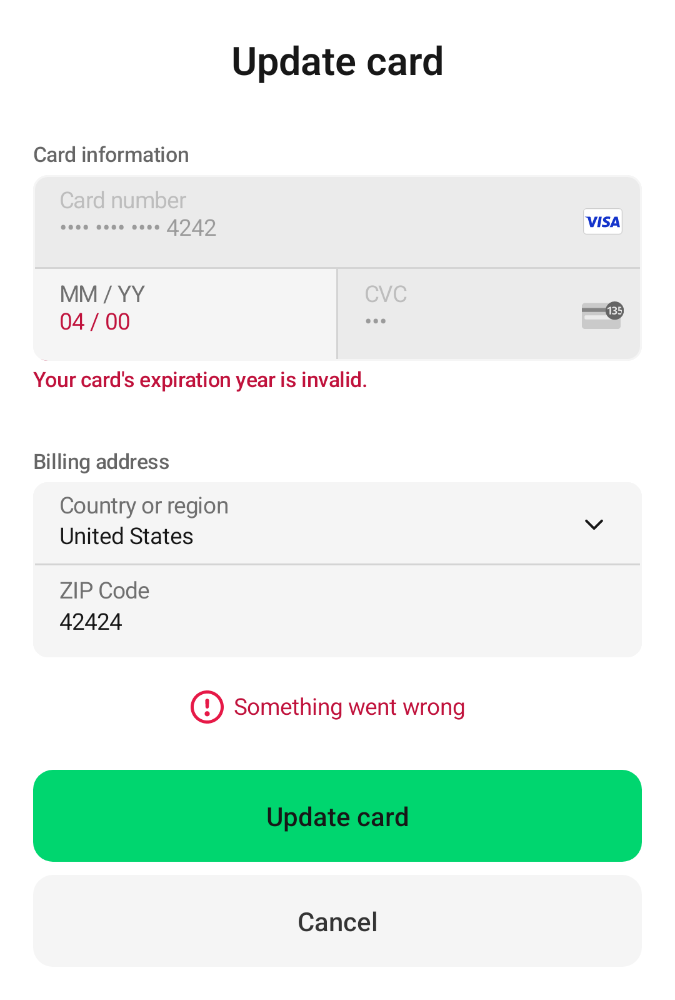 Update card
Card information
Card number
•••• •••• •••• 4242
VISA
MM / YY
04 / 00
CVC
•••
135
Your card's expiration year is invalid.
Billing address
Country or region
United States
ZIP Code
42424
Something went wrong
Update card
Cancel